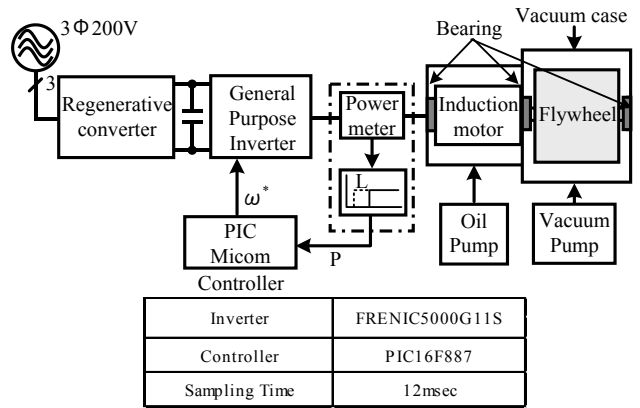 3Φ200V
3
Regenerative
converter
General
Purpose
Inverter
Power
meter
L
Bearing
Vacuum case
Induction
motor
Flywheel
Oil
Pump
Vacuum
Pump
ω*
P
PIC
Micom
Controller
Inverter FRENIC5000G11S
Controller PIC16F887
Sampling Time 12msec